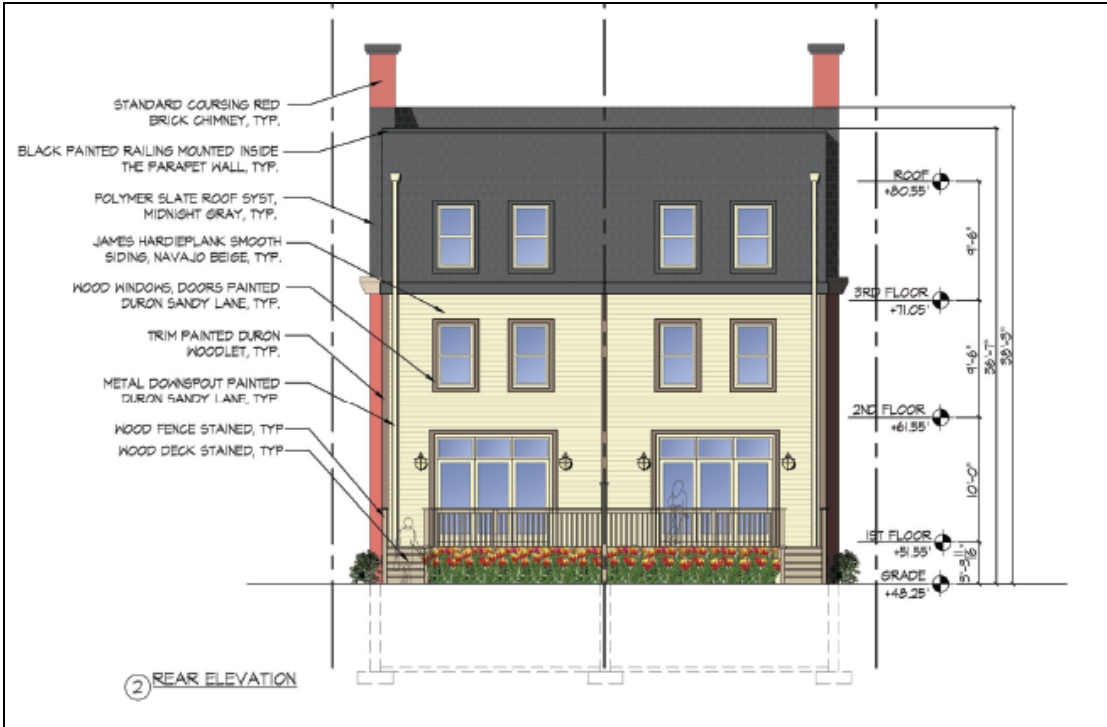 STANDARD COURSING RED
BRICK CHIMNEY, TYP.
BLACK PAINTED RAILING MOUNTED INSIDE
THE PARAPET WALL, TYP.
POLYMER SLATE ROOF SYST,
MIDNIGHT GRAY, TYP.
JAMES HARDIEPLANK SMOOTH
SIDING, NAVAJO BEIGE, TYP.
WOOD WINDOWS, DOORS PAINTED
DURON SANDY LANE, TYP.
TRIM PAINTED DURON
WOODLET, TYP.
METAL DOWNSPOUT PAINTED
DURON SANDY LANE, TYP
WOOD FENCE STAINED, TYP
WOOD DECK STAINED, TYP
ROOF
+80.55'
9'-6"
3RD FLOOR
+71.05'
9'-6"
36'-7"
38'-3"
2ND FLOOR
+61.55'
10'-0"
1ST FLOOR
+51.55'
GRADE
+48.25'
2 REAR ELEVATION